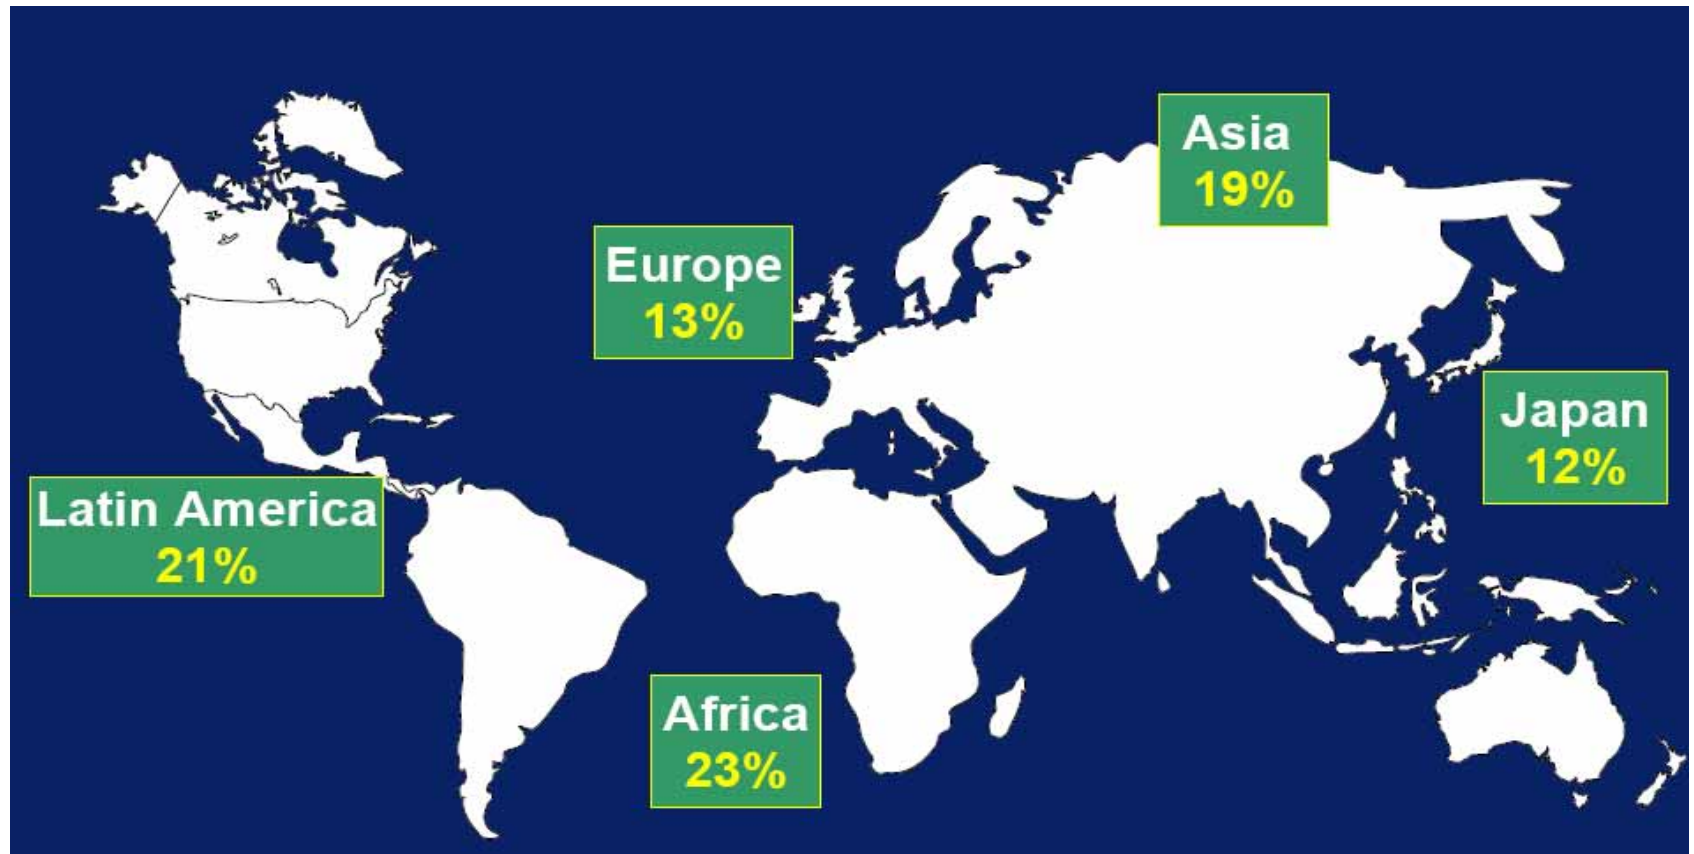 Asia
19%
Europe
13%
Japan
12%
Latin America
21%
Africa
23%